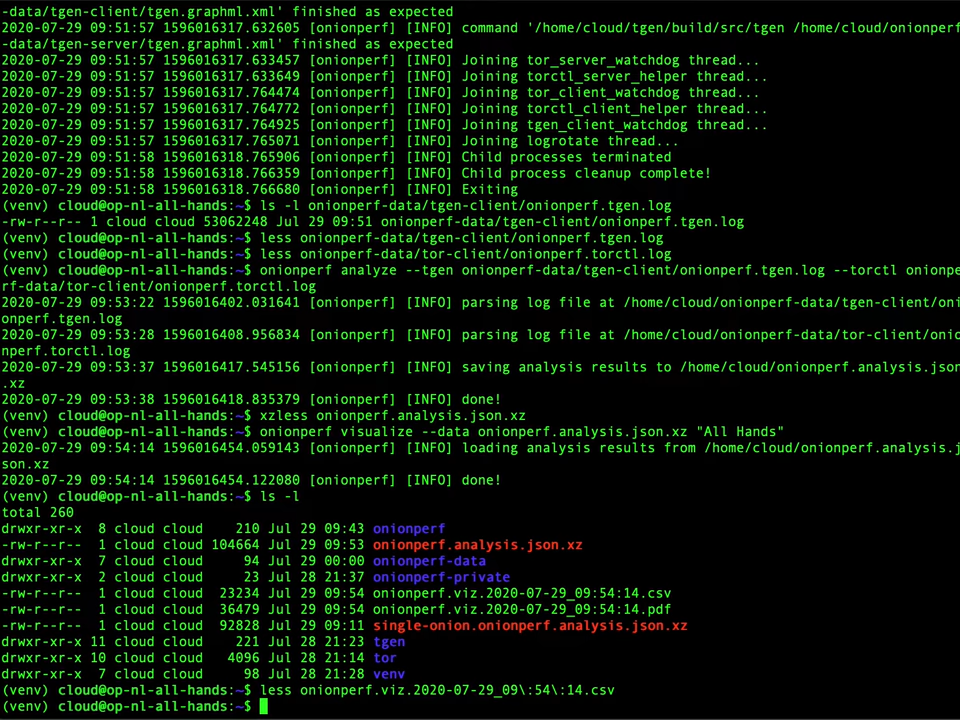 -data/tgen-client/tgen.graphml.xml' finished as expected
2020-07-29 09:51:57 1596016317.632605 [onionperf] [INFO] command '/home/cloud/tgen/build/src/tgen /home/cloud/onionperf
-data/tgen-server/tgen.graphml.xml' finished as expected
2020-07-29 09:51:57 1596016317.633457 [onionperf] [INFO] Joining tor_server_watchdog thread...
2020-07-29 09:51:57 1596016317.633649 [onionperf] [INFO] Joining torctl_server_helper thread...
2020-07-29 09:51:57 1596016317.764474 [onionperf] [INFO] Joining tor_client_watchdog thread...
2020-07-29 09:51:57 1596016317.764772 [onionperf] [INFO] Joining torctl_client_helper thread...
2020-07-29 09:51:57 1596016317.764925 [onionperf] [INFO] Joining tgen_client_watchdog thread...
2020-07-29 09:51:57 1596016317.765071 [onionperf] [INFO] Joining logrotate thread...
2020-07-29 09:51:58 1596016318.765906 [onionperf] [INFO] Child processes terminated
2020-07-29 09:51:58 1596016318.766359 [onionperf] [INFO] Child process cleanup complete!
2020-07-29 09:51:58 1596016318.766680 [onionperf] [INFO] Exiting
(venv) cloud@op-nl-all-hands:~$ ls -l onionperf-data/tgen-client/onionperf.tgen.log
-rw-r--r-- 1 cloud cloud 53062248 Jul 29 09:51 onionperf-data/tgen-client/onionperf.tgen.log
(venv) cloud@op-nl-all-hands:~$ less onionperf-data/tgen-client/onionperf.tgen.log
(venv) cloud@op-nl-all-hands:~$ less onionperf-data/tor-client/onionperf.torctl.log
(venv) cloud@op-nl-all-hands:~$ onionperf analyze --tgen onionperf-data/tgen-client/onionperf.tgen.log --torctl onionpe
rf-data/tor-client/onionperf.torctl.log
2020-07-29 09:53:22 1596016402.031641 [onionperf] [INFO] parsing log file at /home/cloud/onionperf-data/tgen-client/oni
onperf.tgen.log
2020-07-29 09:53:28 1596016408.956834 [onionperf] [INFO] parsing log file at /home/cloud/onionperf-data/tor-client/onio
nperf.torctl.log
2020-07-29 09:53:37 1596016417.545156 [onionperf] [INFO] saving analysis results to /home/cloud/onionperf.analysis.json
.xz
2020-07-29 09:53:38 1596016418.835379 [onionperf] [INFO] done!
(venv) cloud@op-nl-all-hands:~$ xzless onionperf.analysis.json.xz
(venv) cloud@op-nl-all-hands:~$ onionperf visualize --data onionperf.analysis.json.xz "All Hands"
2020-07-29 09:54:14 1596016454.059143 [onionperf] [INFO] loading analysis results from /home/cloud/onionperf.analysis.j
son.xz
2020-07-29 09:54:14 1596016454.122080 [onionperf] [INFO] done!
(venv) cloud@op-nl-all-hands:~$ ls -l
total 260
drwxr-xr-x  8 cloud cloud    210 Jul 29 09:43 onionperf
-rw-r--r--  1 cloud cloud 104664 Jul 29 09:53 onionperf.analysis.json.xz
drwxr-xr-x  7 cloud cloud     94 Jul 29 00:00 onionperf-data
drwxr-xr-x  2 cloud cloud     23 Jul 28 21:37 onionperf-private
-rw-r--r--  1 cloud cloud  23234 Jul 29 09:54 onionperf.viz.2020-07-29_09:54:14.csv
-rw-r--r--  1 cloud cloud  36479 Jul 29 09:54 onionperf.viz.2020-07-29_09:54:14.pdf
-rw-r--r--  1 cloud cloud  92828 Jul 29 09:11 single-onion.onionperf.analysis.json.xz
drwxr-xr-x 11 cloud cloud    221 Jul 28 21:23 tgen
drwxr-xr-x 10 cloud cloud   4096 Jul 28 21:14 tor
drwxr-xr-x  7 cloud cloud     98 Jul 28 21:28 venv
(venv) cloud@op-nl-all-hands:~$ less onionperf.viz.2020-07-29_09\:54\:14.csv
(venv) cloud@op-nl-all-hands:~$